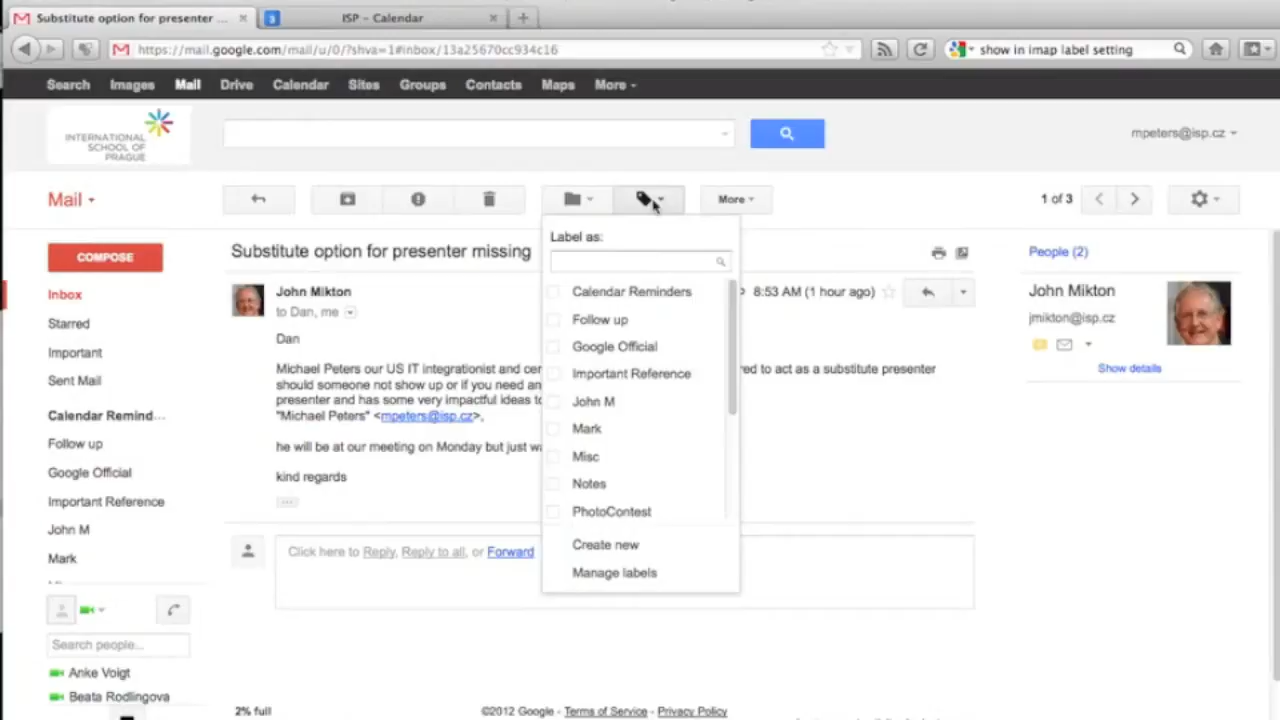 Substitute option for presenter ...
3
ISP – Calendar
https://mail.google.com/mail/u/0/?shva=1#inbox/13a25670cc934c16
show in imap label setting
Search Images Mail Drive Calendar Sites Groups Contacts Maps More
INTERNATIONAL
SCHOOL OF
PRAGUE
mpeters@isp.cz
Mail
More
1 of 3
COMPOSE
Inbox
Starred
Important
Sent Mail
Calendar Remind...
Follow up
Google Official
Important Reference
John M
Mark
Search people...
Anke Voigt
Beata Rodlingova
Substitute option for presenter missing
John Mikton
8:53 AM (1 hour ago)
to Dan, me
Dan
Michael Peters our US IT integrationist and
red to act as a substitute presenter
should someone not show up or if you need an
presenter and has some very impactful ideas
"Michael Peters" <mpeters@isp.cz>,
he will be at our meeting on Monday but just
kind regards
Click here to Reply, Reply to all, or Forward
Label as:
Calendar Reminders
Follow up
Google Official
Important Reference
John M
Mark
Misc
Notes
PhotoContest
Create new
Manage labels
People (2)
John Mikton
jmikton@isp.cz
Show details
2% full
©2012 Google - Terms of Service - Privacy Policy